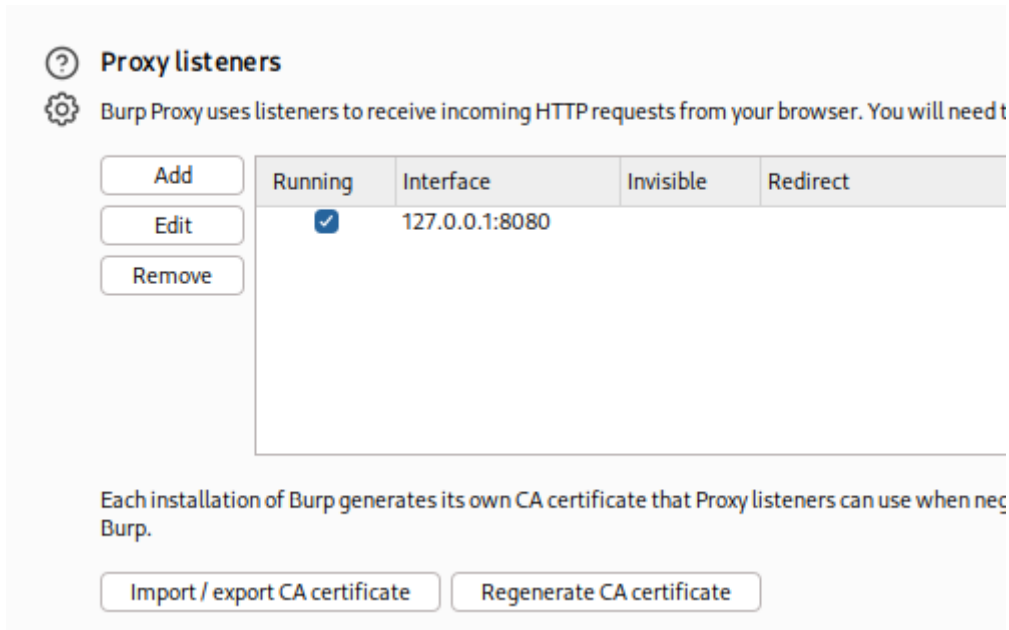 Proxy listeners
Burp Proxy uses listeners to receive incoming HTTP requests from your browser. You will need
Add
Edit
Remove
Running Interface Invisible Redirect
127.0.0.1:8080
Each installation of Burp generates its own CA certificate that Proxy listeners can use when
Burp.
Import / export CA certificate Regenerate CA certificate